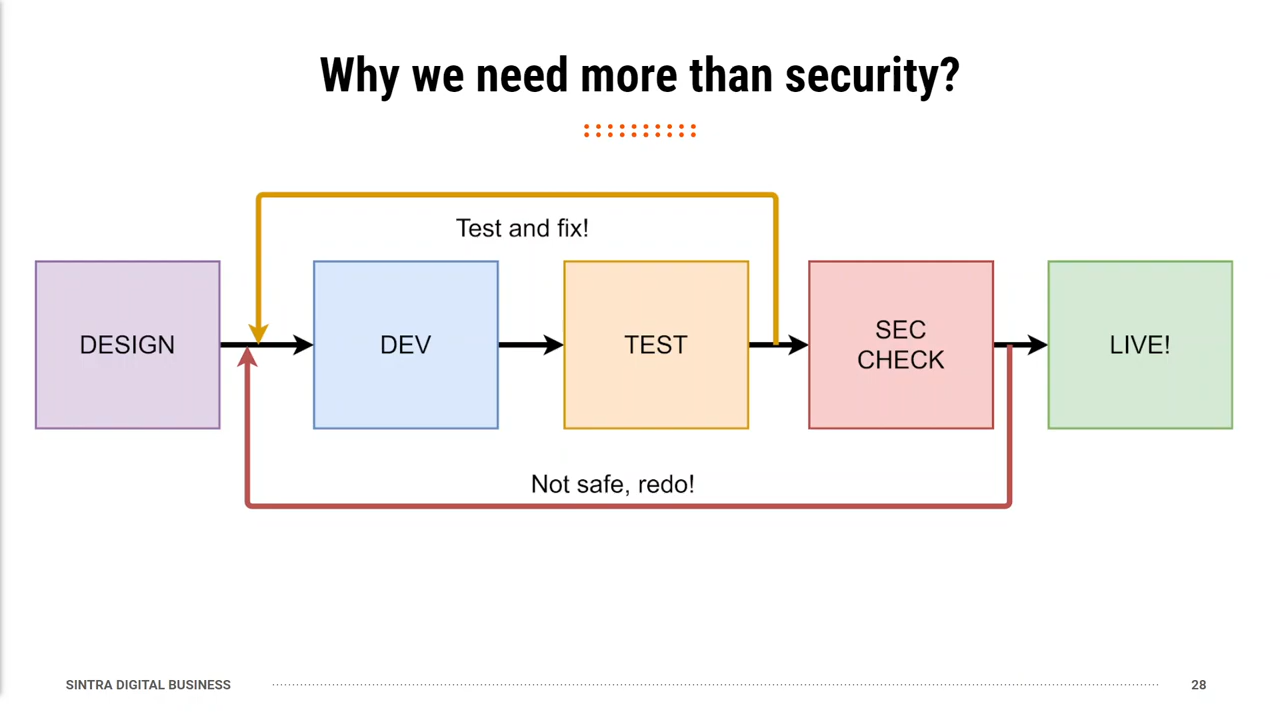 Why we need more than security?
Test and fix!
DESIGN
DEV
TEST
SEC
CHECK
LIVE!
Not safe, redo!
SINTRA DIGITAL BUSINESS
28